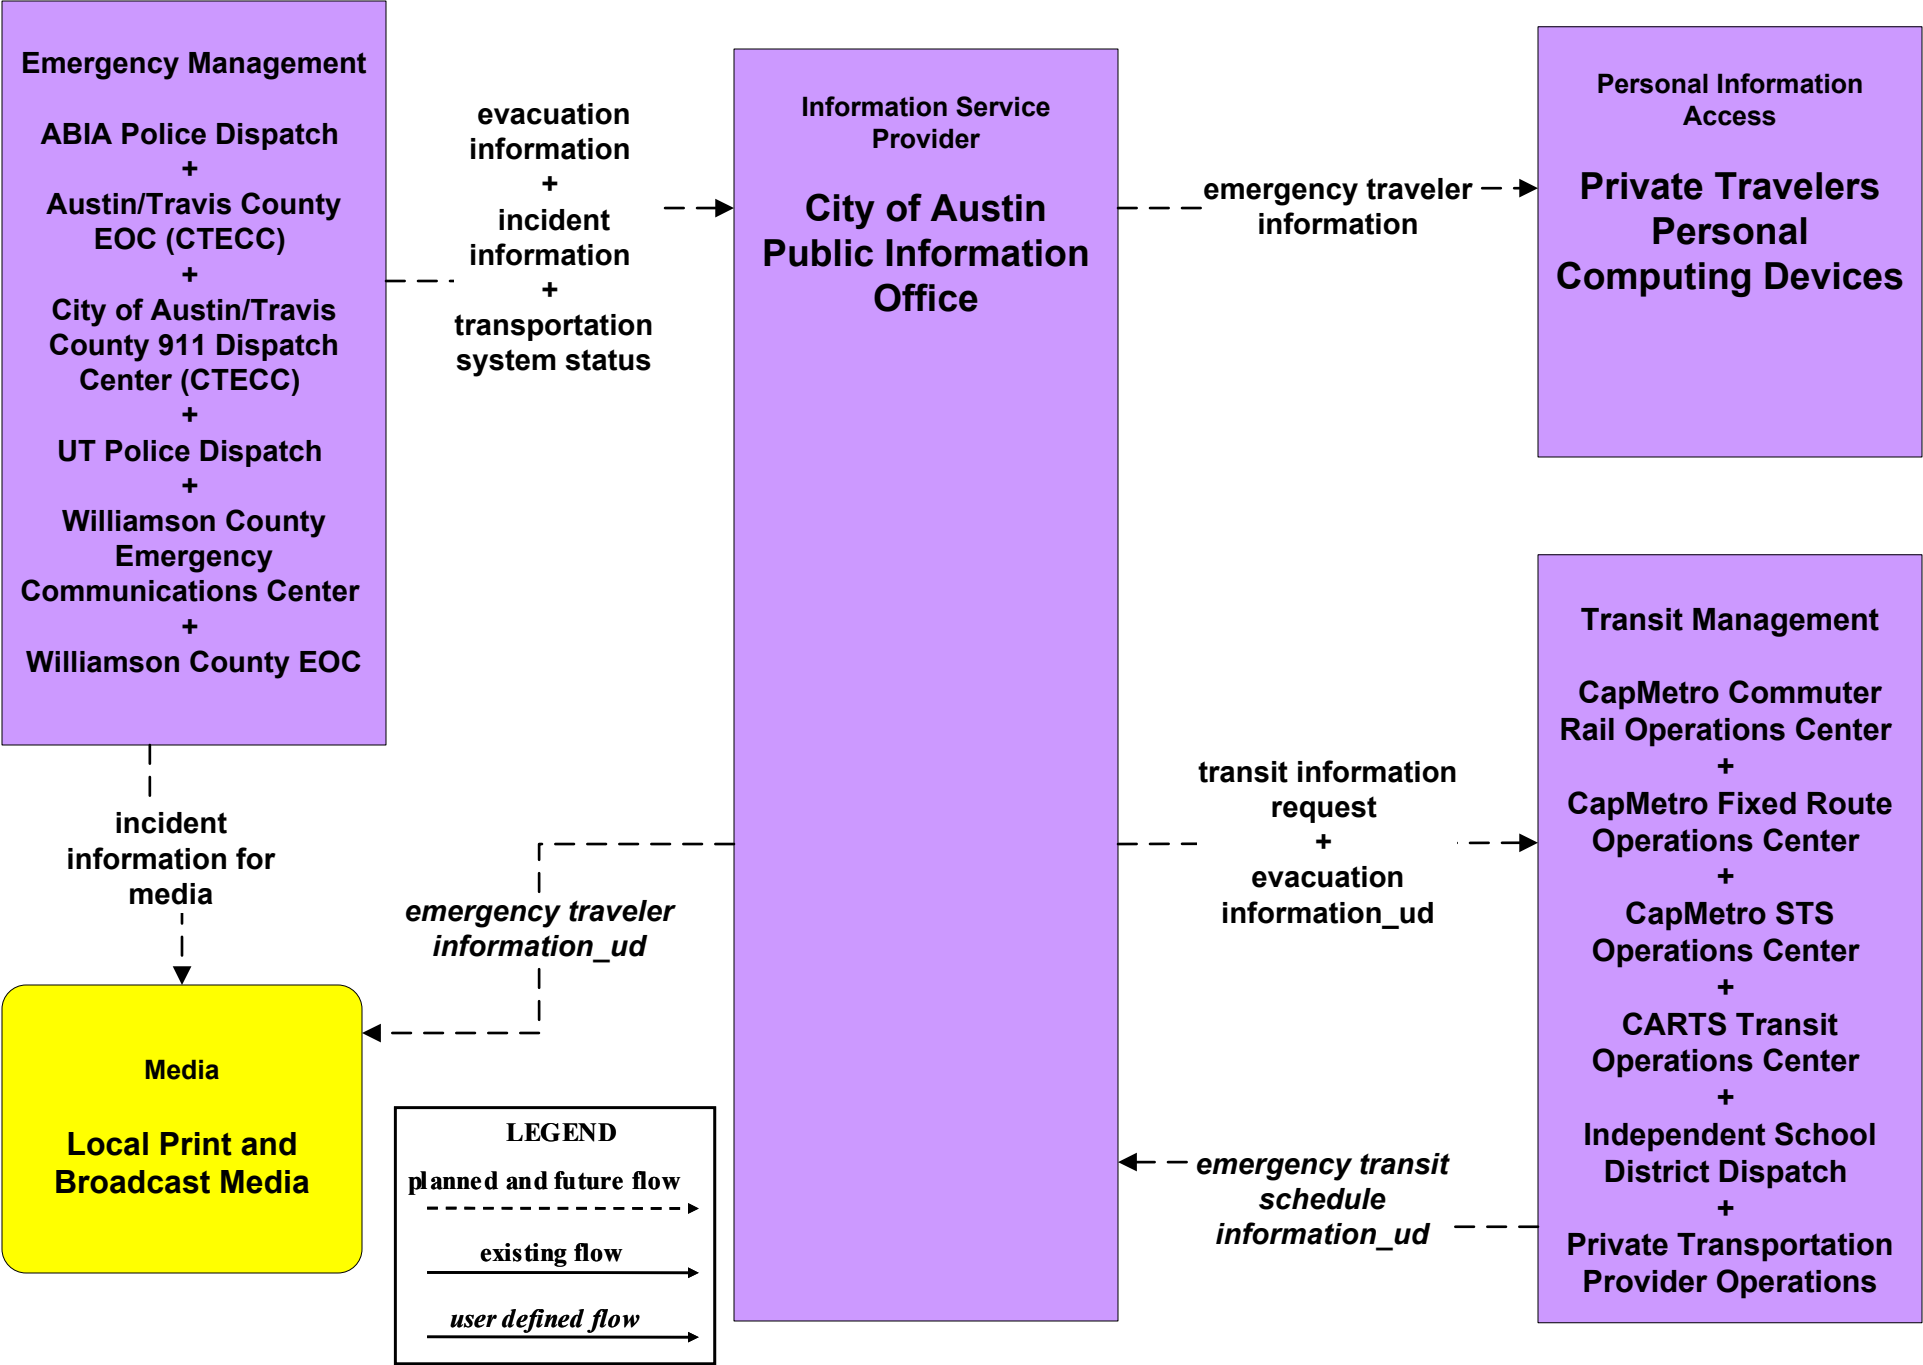 Emergency Management
ABIA Police Dispatch
+
Austin/Travis County
EOC (CTECC)
+
City of Austin/Travis
County 911 Dispatch
Center (CTECC)
+
UT Police Dispatch
+
Williamson County
Emergency
Communications Center
+
Williamson County EOC
evacuation
information
+
incident
information
+
transportation
system status
Information Service
Provider
City of Austin
Public Information
Office
emergency traveler
information
Personal Information
Access
Private Travelers
Personal
Computing Devices
Transit Management
CapMetro Commuter
Rail Operations Center
+
CapMetro Fixed Route
Operations Center
+
CapMetro STS
Operations Center
+
CARTS Transit
Operations Center
+
Independent School
District Dispatch
+
Private Transportation
Provider Operations
transit information
request
+
evacuation
information_ud
emergency transit
schedule
information_ud
incident
information for
media
emergency traveler
information_ud
Media
Local Print and
Broadcast Media
LEGEND
planned and future flow
existing flow
user defined flow